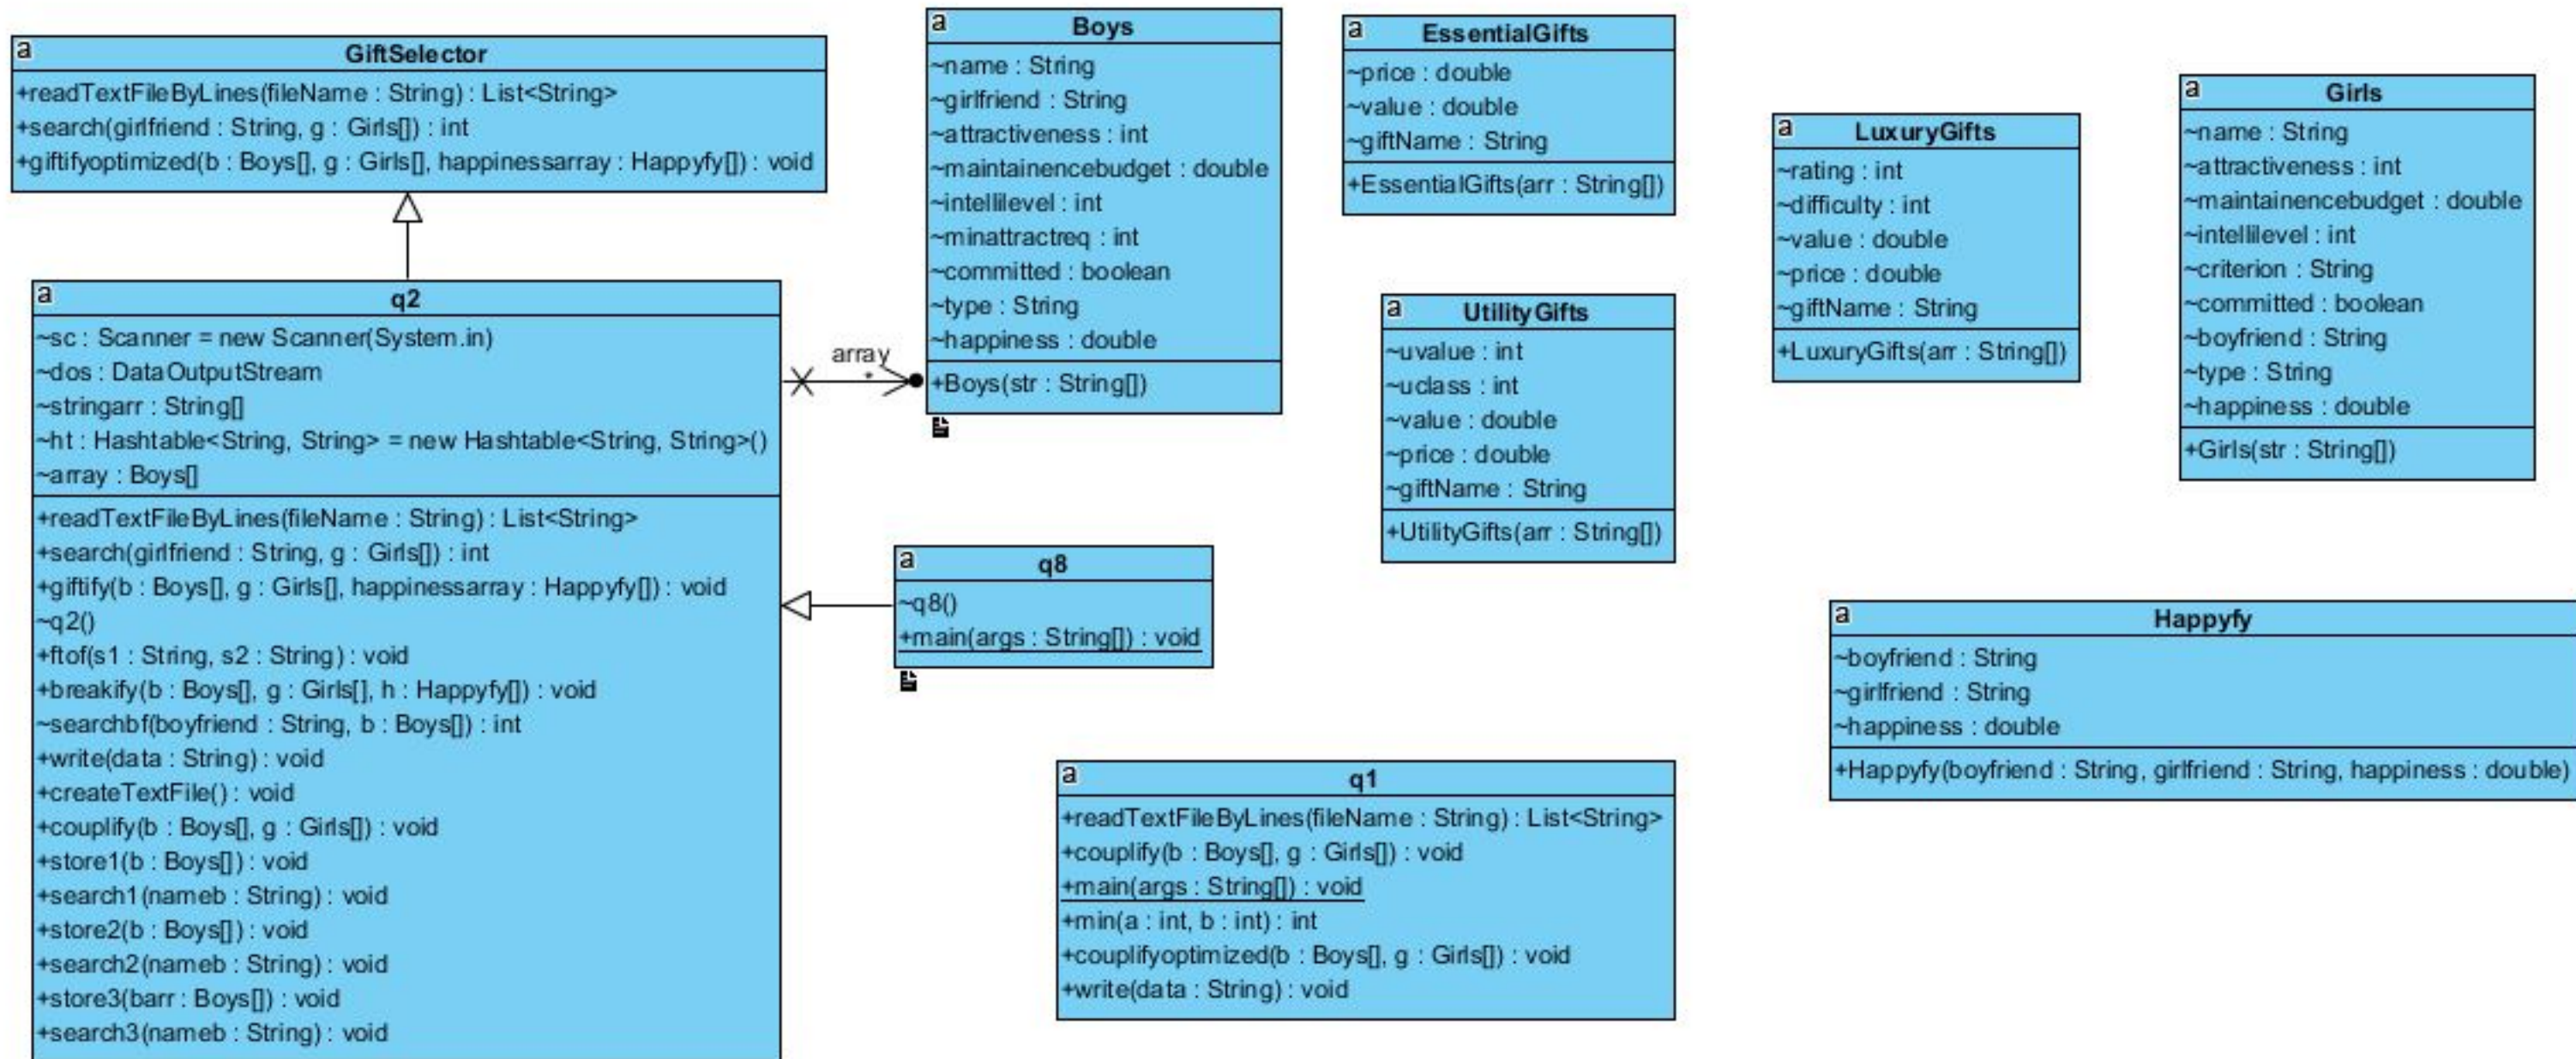 a
GiftSelector
+readTextFileByLines(fileName : String) : List<String>
+search(girlfriend : String, g : Girls[]) : int
+giftifyoptimized(b : Boys[], g : Girls[], happinessarray : Happyfy[]) : void
a
q2
~sc : Scanner = new Scanner(System.in)
~dos : DataOutputStream
~stringarr : String[]
~ht : Hashtable<String, String> = new Hashtable<String, String>()
~array : Boys[]
+readTextFileByLines(fileName : String) : List<String>
+search(girlfriend : String, g : Girls[]) : int
+giftify(b : Boys[], g : Girls[], happinessarray : Happyfy[]) : void
~q2()
+ftof(s1 : String, s2 : String) : void
+breakify(b : Boys[], g : Girls[], h : Happyfy[]) : void
~searchbf(boyfriend : String, b : Boys[]) : int
+write(data : String) : void
+createTextFile() : void
+couplify(b : Boys[], g : Girls[]) : void
+store1(b : Boys[]) : void
+search1(nameb : String) : void
+store2(b : Boys[]) : void
+search2(nameb : String) : void
+store3(barr : Boys[]) : void
+search3(nameb : String) : void
array
*
a
Boys
~name : String
~girlfriend : String
~attractiveness : int
~maintainencebudget : double
~intellilevel : int
~minattractreq : int
~committed : boolean
~type : String
~happiness : double
+Boys(str : String[])
a
q8
~q8()
+main(args : String[]) : void
a
q1
+readTextFileByLines(fileName : String) : List<String>
+couplify(b : Boys[], g : Girls[]) : void
+main(args : String[]) : void
+min(a : int, b : int) : int
+couplifyoptimized(b : Boys[], g : Girls[]) : void
+write(data : String) : void
a
EssentialGifts
~price : double
~value : double
~giftName : String
+EssentialGifts(arr : String[])
a
UtilityGifts
~uvalue : int
~uclass : int
~value : double
~price : double
~giftName : String
+UtilityGifts(arr : String[])
a
LuxuryGifts
~rating : int
~difficulty : int
~value : double
~price : double
~giftName : String
+LuxuryGifts(arr : String[])
a
Girls
~name : String
~attractiveness : int
~maintainencebudget : double
~intellilevel : int
~criterion : String
~committed : boolean
~boyfriend : String
~type : String
~happiness : double
+Girls(str : String[])
a
Happyfy
~boyfriend : String
~girlfriend : String
~happiness : double
+Happyfy(boyfriend : String, girlfriend : String, happiness : double)